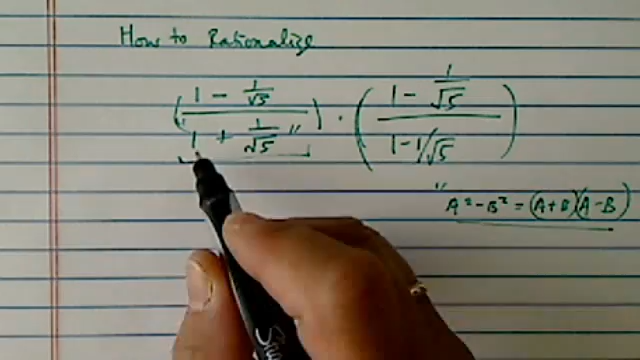 How to Rationalize
(1 - 1/√5 / "1 + 1/√5") · (1 - 1/√5 / 1 - 1/√5)
"A² - B² = (A + B)(A - B)